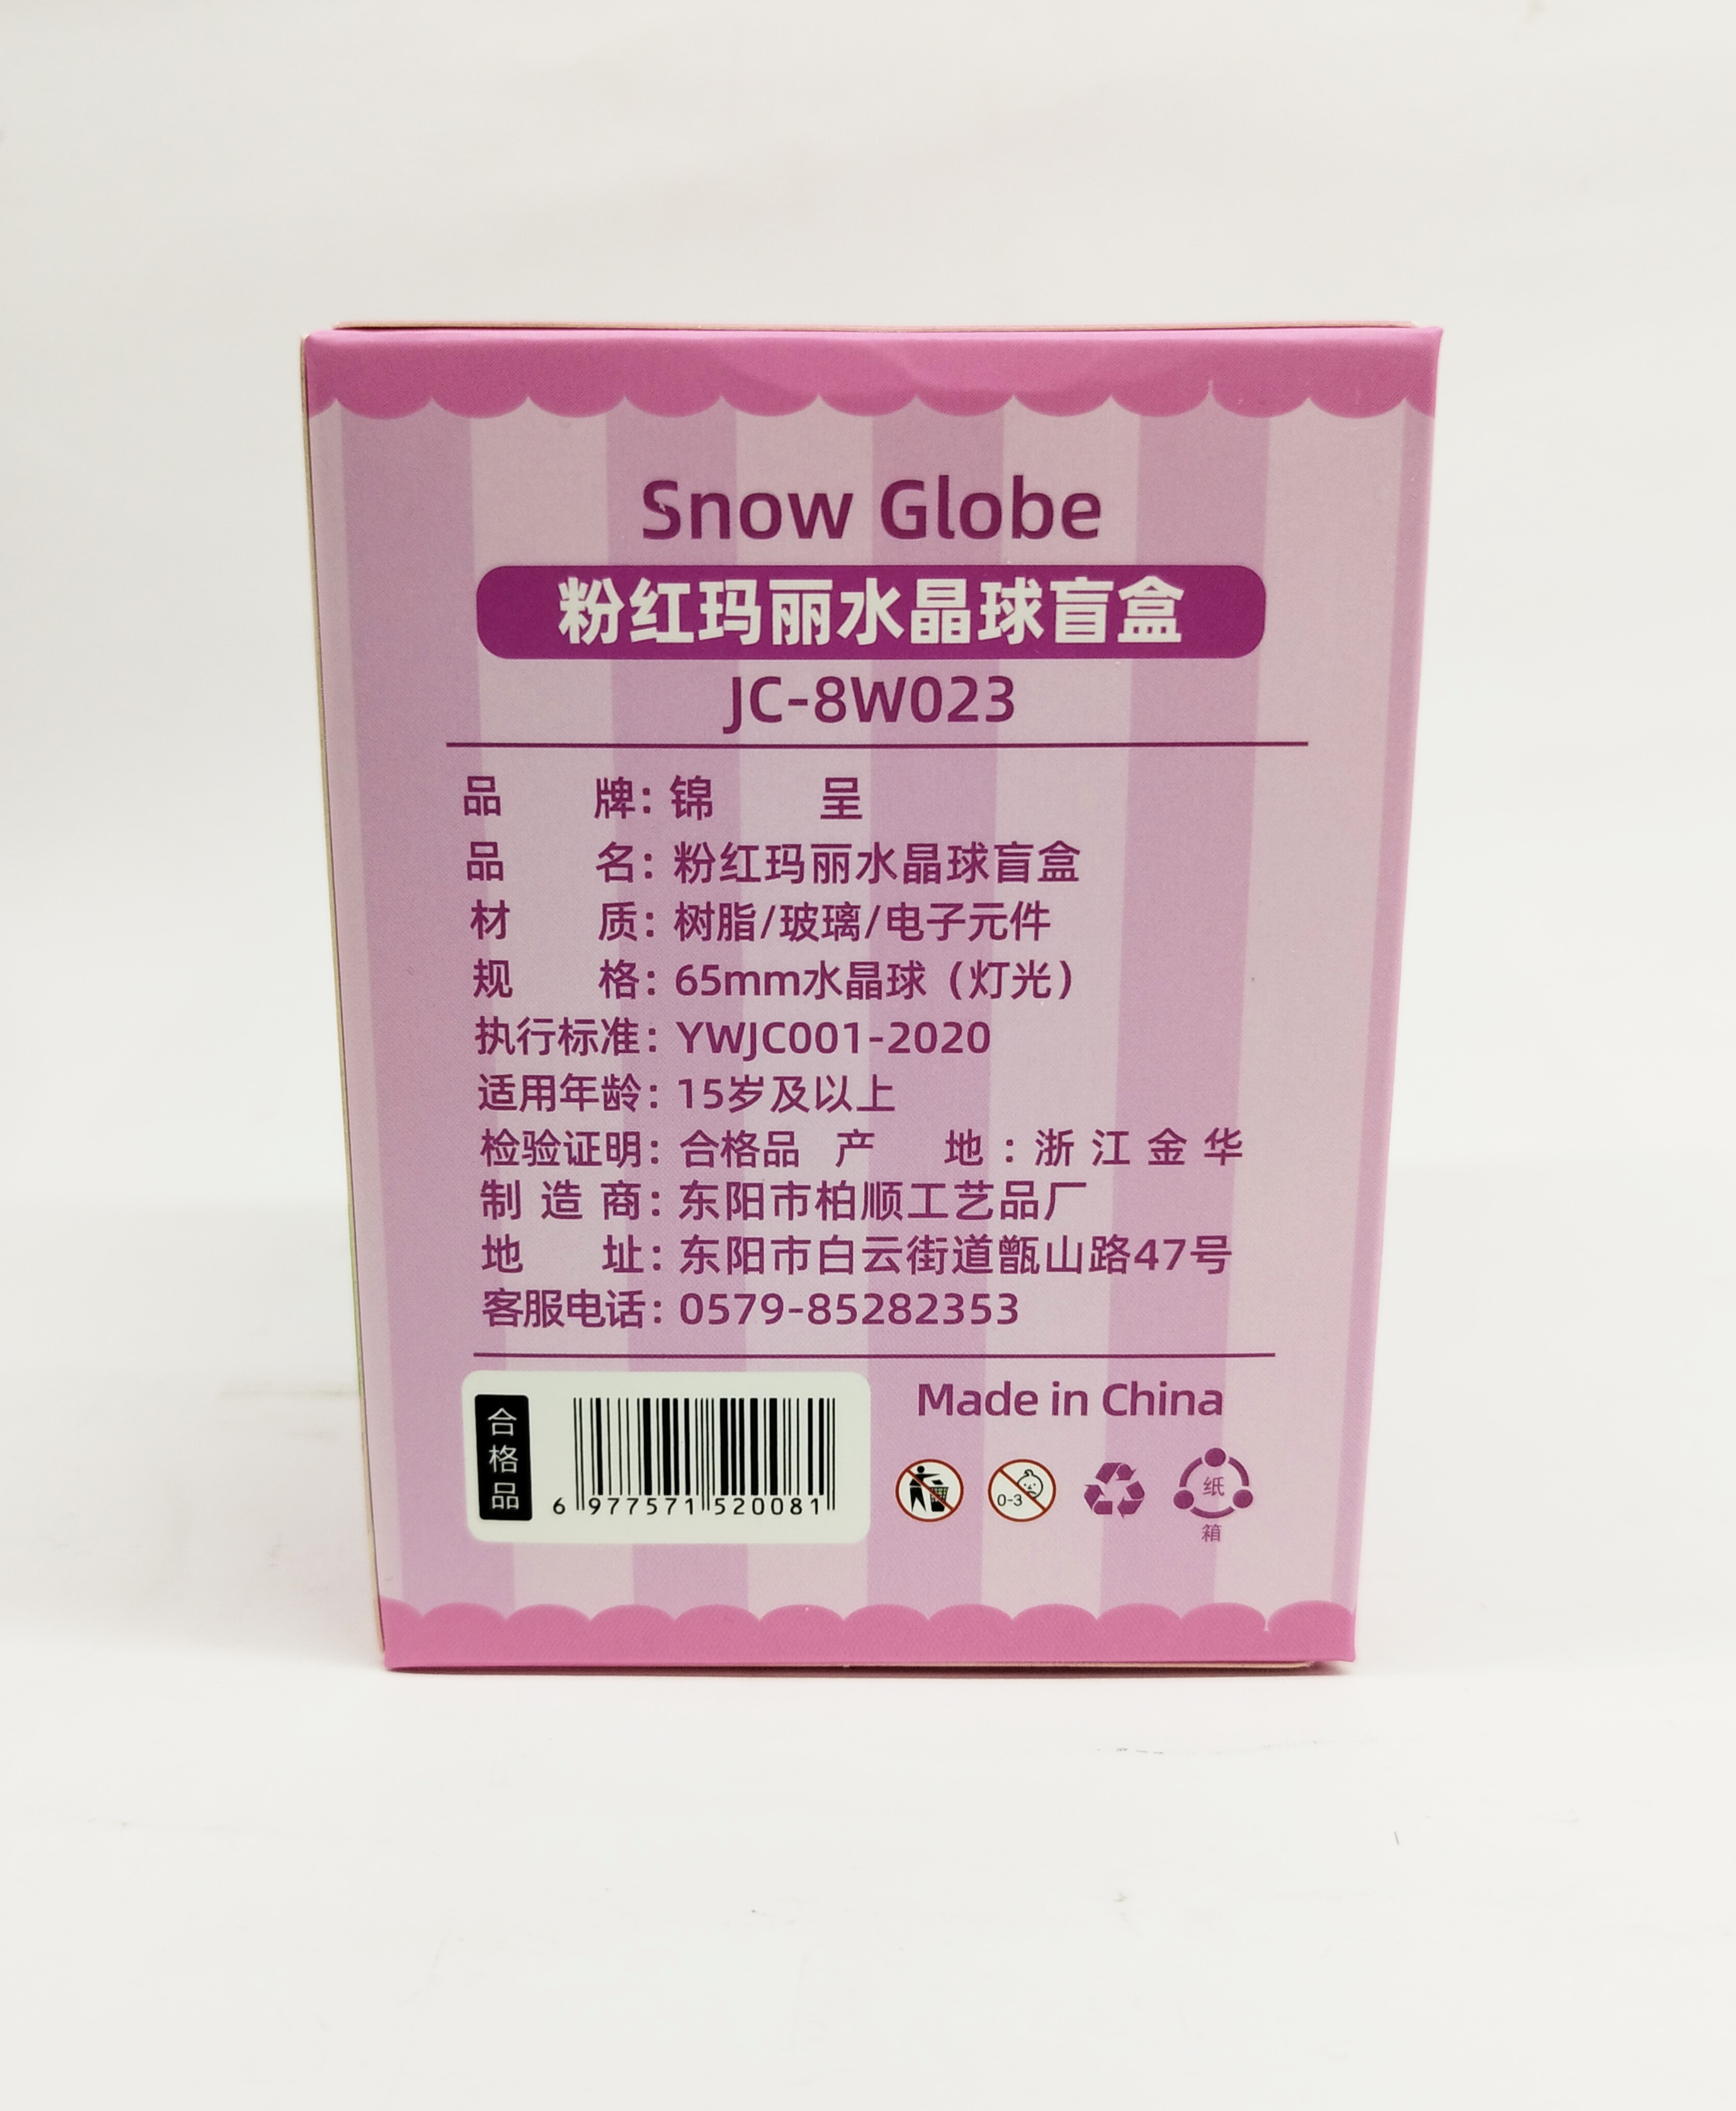 Snow Globe
粉红玛丽水晶球盲盒
JC-8W023
品 牌：锦 呈
品 名：粉红玛丽水晶球盲盒
材 质：树脂/玻璃/电子元件
规 格：65mm水晶球（灯光）
执行标准：YWJC001-2020
适用年龄：15岁及以上
检验证明：合格品 产 地：浙江金华
制造商：东阳市柏顺工艺品厂
地 址：东阳市白云街道甑山路47号
客服电话：0579-85282353
合格品
6 977571 520081
Made in China
0-3
纸
箱